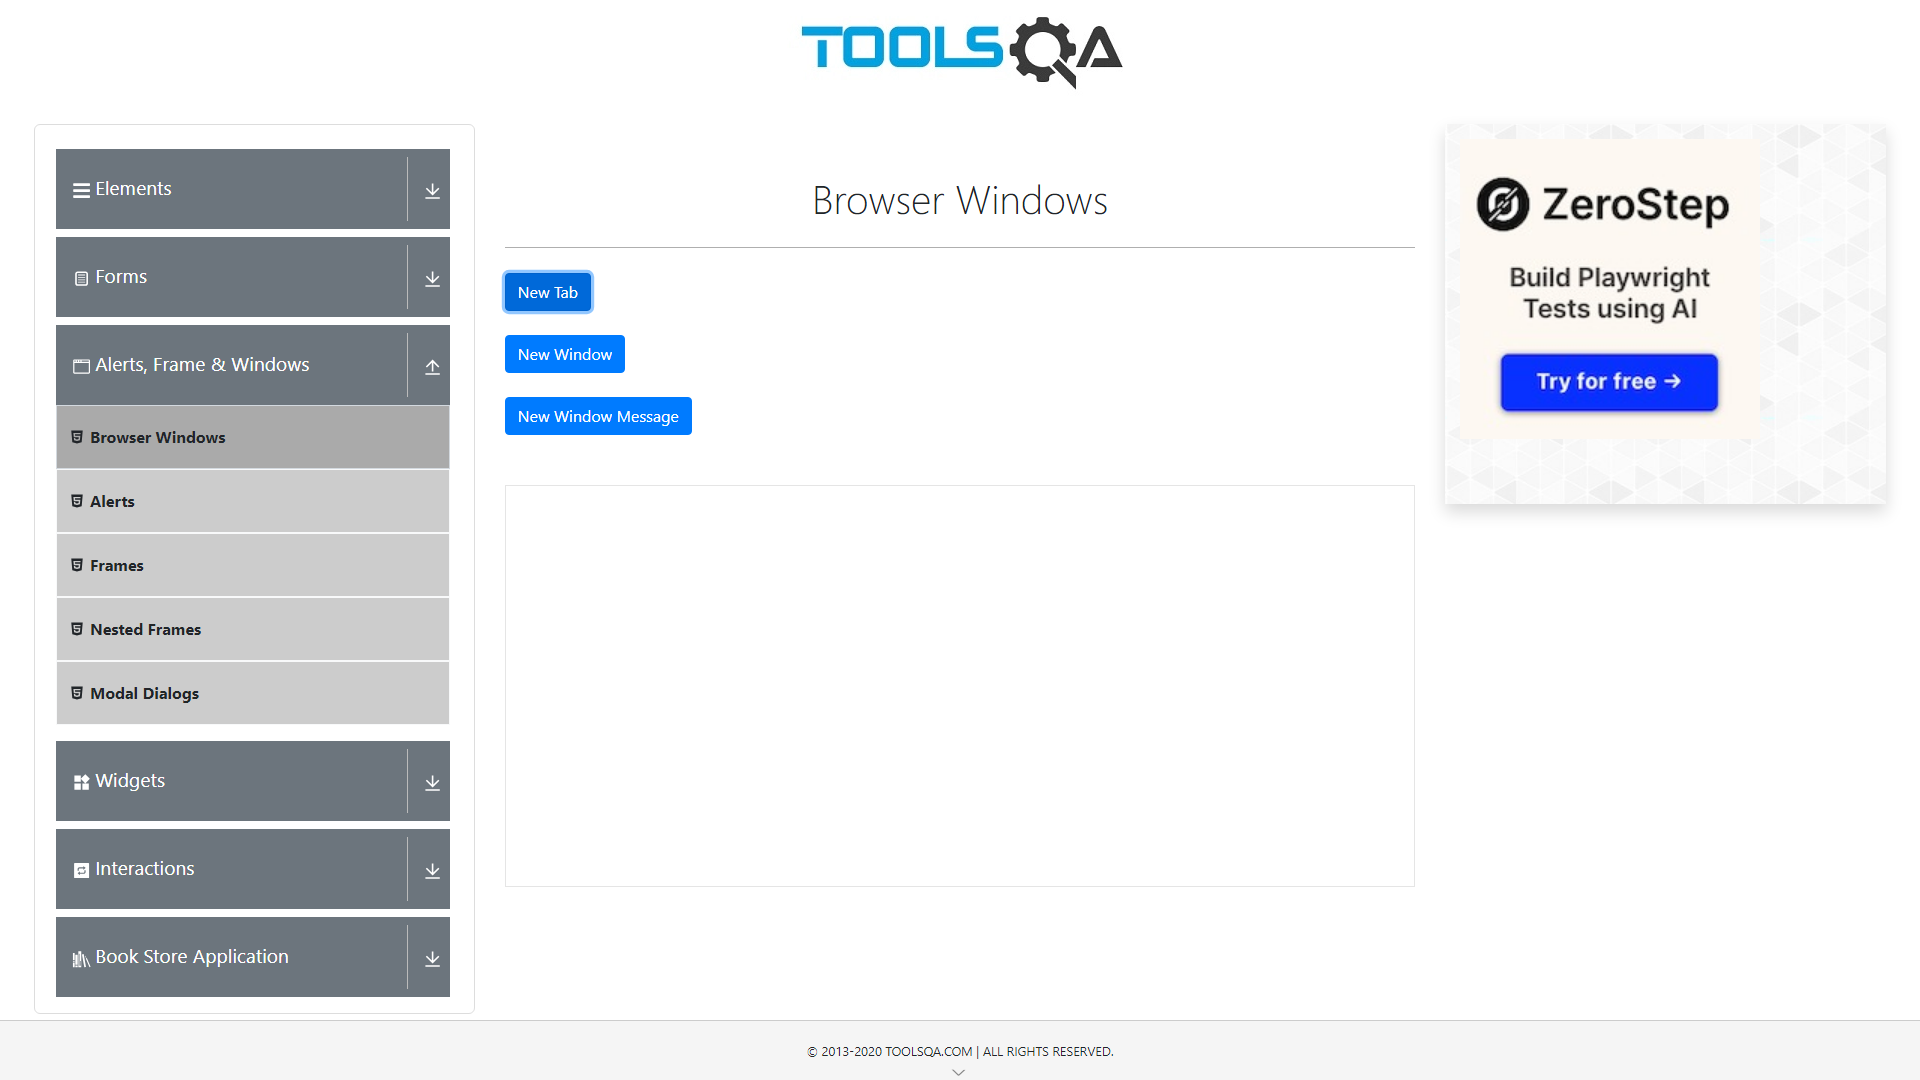 TOOLSQA
Elements
Forms
Alerts, Frame & Windows
Browser Windows
Alerts
Frames
Nested Frames
Modal Dialogs
Widgets
Interactions
Book Store Application
Browser Windows
New Tab
New Window
New Window Message
ZeroStep
Build Playwright
Tests using AI
Try for free →
© 2013-2020 TOOLSQA.COM | ALL RIGHTS RESERVED.